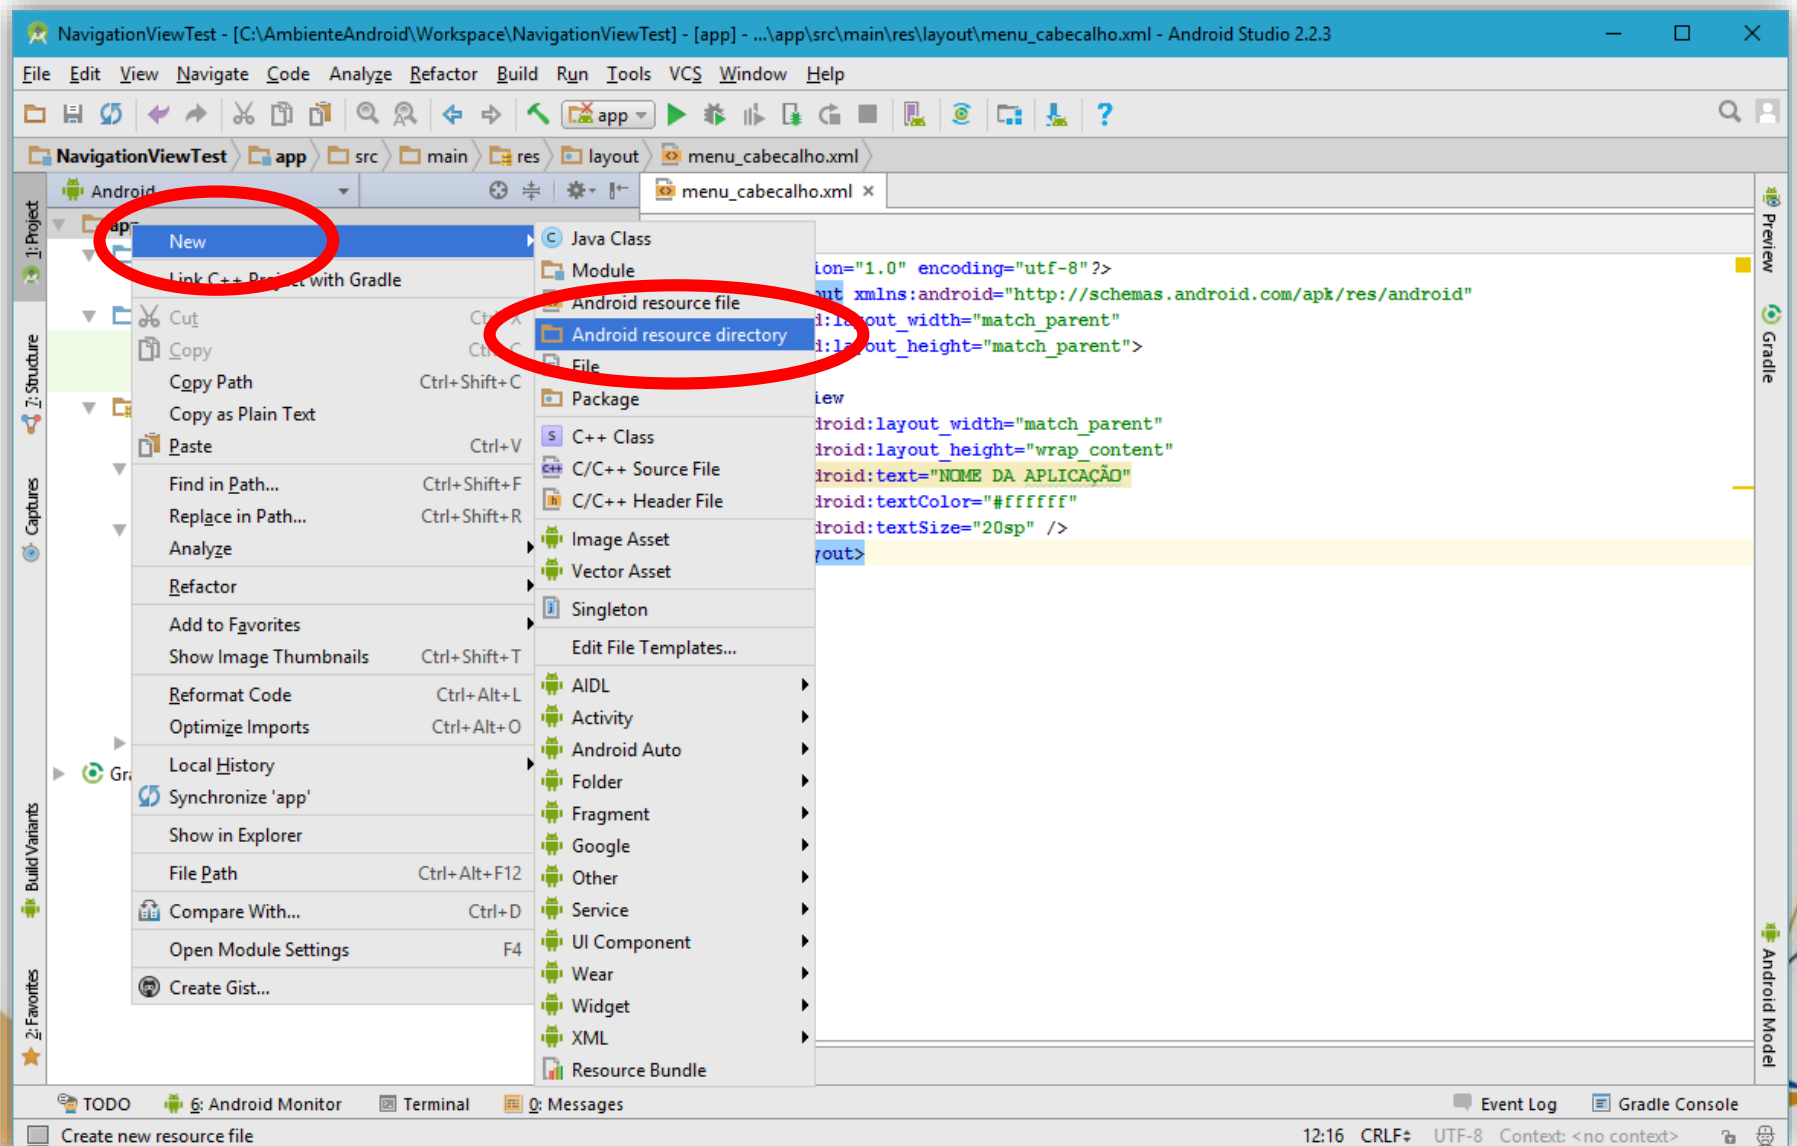 NavigationViewTest - [C:\AmbienteAndroid\Workspace\NavigationViewTest] - [app] - ...\app\src\main\res\layout\menu_cabecalho.xml - Android Studio 2.2.3
File Edit View Navigate Code Analyze Refactor Build Run Tools VCS Window Help
app
NavigationViewTest app src main res layout menu_cabecalho.xml
Android
menu_cabecalho.xml
1: Project
7: Structure
Captures
Build Variants
2: Favorites
app
Gra
New
Link C++ Project with Gradle
Cut Ctrl+X
Copy Ctrl+C
Copy Path Ctrl+Shift+C
Copy as Plain Text
Paste Ctrl+V
Find in Path... Ctrl+Shift+F
Replace in Path... Ctrl+Shift+R
Analyze
Refactor
Add to Favorites
Show Image Thumbnails Ctrl+Shift+T
Reformat Code Ctrl+Alt+L
Optimize Imports Ctrl+Alt+O
Local History
Synchronize 'app'
Show in Explorer
File Path Ctrl+Alt+F12
Compare With... Ctrl+D
Open Module Settings F4
Create Gist...
Java Class
Module
Android resource file
Android resource directory
File
Package
C++ Class
C/C++ Source File
C/C++ Header File
Image Asset
Vector Asset
Singleton
Edit File Templates...
AIDL
Activity
Android Auto
Folder
Fragment
Google
Other
Service
UI Component
Wear
Widget
XML
Resource Bundle
ion="1.0" encoding="utf-8"?>
out xmlns:android="http://schemas.android.com/apk/res/android"
d:layout_width="match_parent"
d:layout_height="match_parent">
iew
droid:layout_width="match_parent"
droid:layout_height="wrap_content"
droid:text="NOME DA APLICAÇÃO"
droid:textColor="#ffffff"
droid:textSize="20sp" />
yout>
Preview
Gradle
Android Model
TODO 6: Android Monitor Terminal 0: Messages Event Log Gradle Console
Create new resource file 12:16 CRLF UTF-8 Context: <no context>